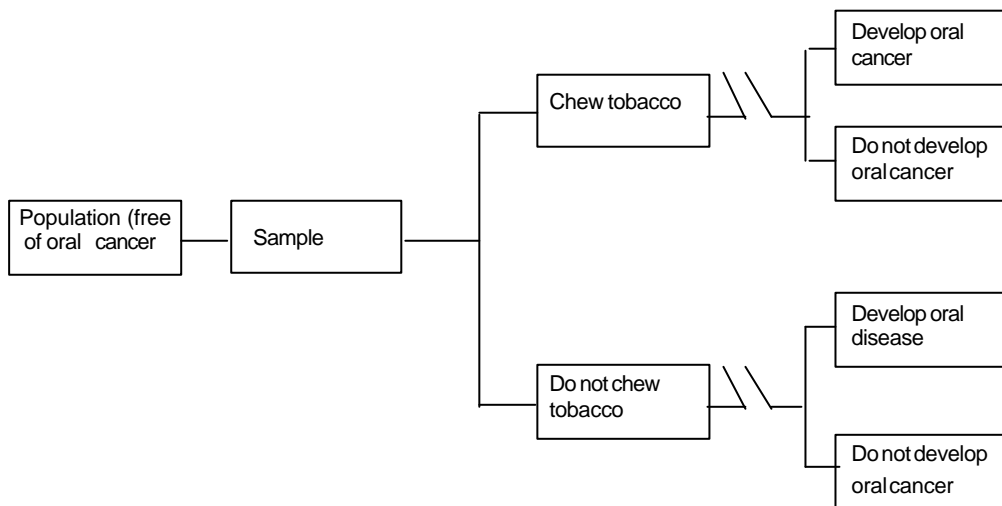 Develop oral
cancer
Chew tobacco
Do not develop
oral cancer
Population (free
of oral cancer
Sample
Develop oral
disease
Do not chew
tobacco
Do not develop
oral cancer